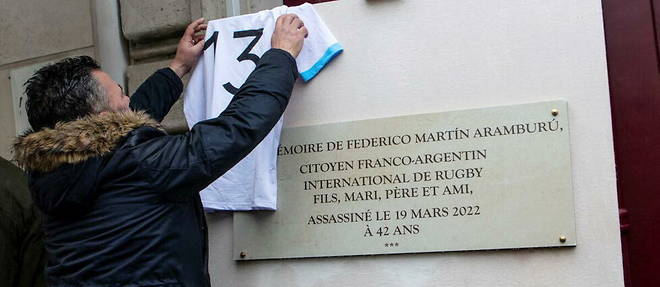 13
ÉMOIRE DE FEDERICO MARTÍN ARAMBURÚ,
CITOYEN FRANCO-ARGENTIN
INTERNATIONAL DE RUGBY
FILS, MARI, PÈRE ET AMI,
ASSASSINÉ LE 19 MARS 2022
À 42 ANS
***